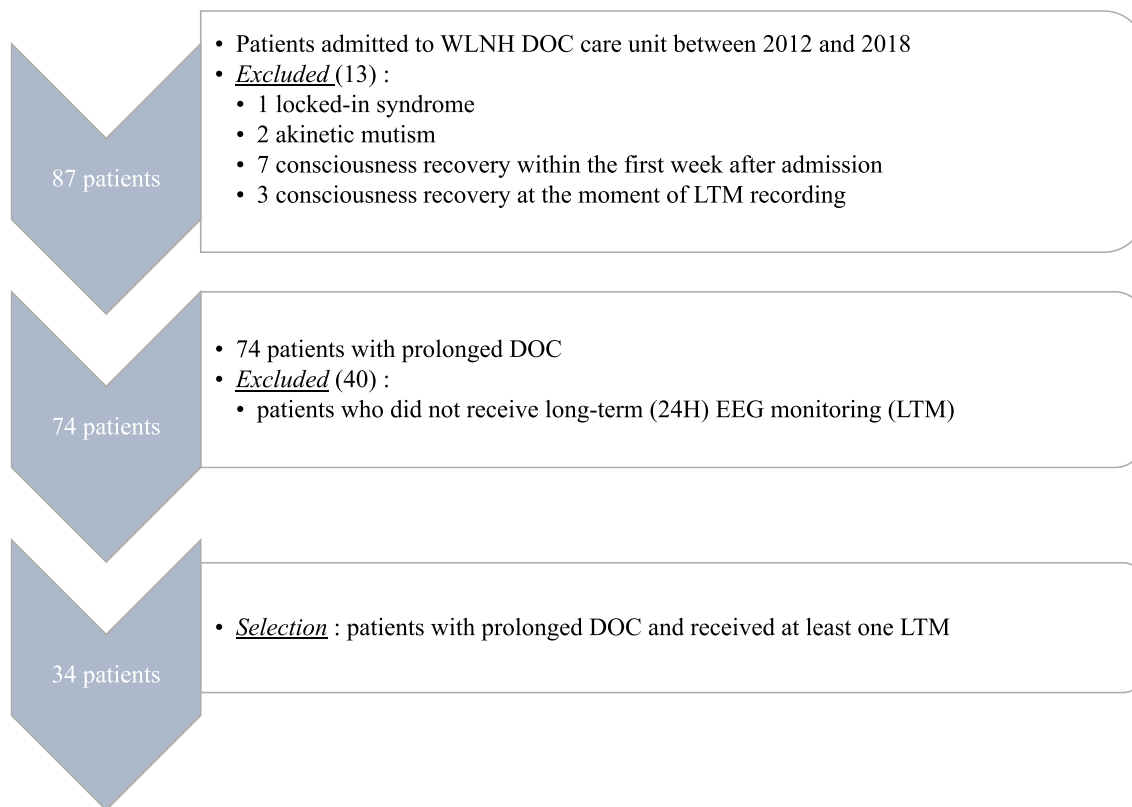 • Patients admitted to WLNH DOC care unit between 2012 and 2018
• Excluded (13) :
• 1 locked-in syndrome
• 2 akinetic mutism
• 7 consciousness recovery within the first week after admission
• 3 consciousness recovery at the moment of LTM recording
87 patients
• 74 patients with prolonged DOC
• Excluded (40) :
• patients who did not receive long-term (24H) EEG monitoring (LTM)
74 patients
• Selection : patients with prolonged DOC and received at least one LTM
34 patients